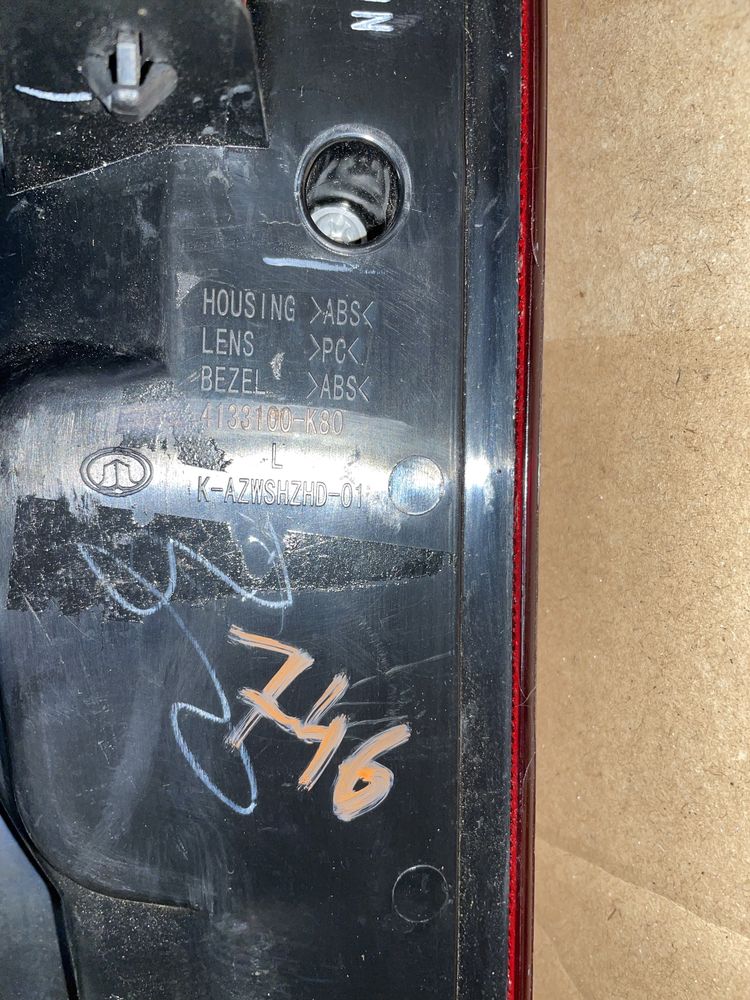 HOUSING >ABS<
LENS >PC<
BEZEL >ABS<
4133100-K80
L
K-AZWSHZHD-01
746